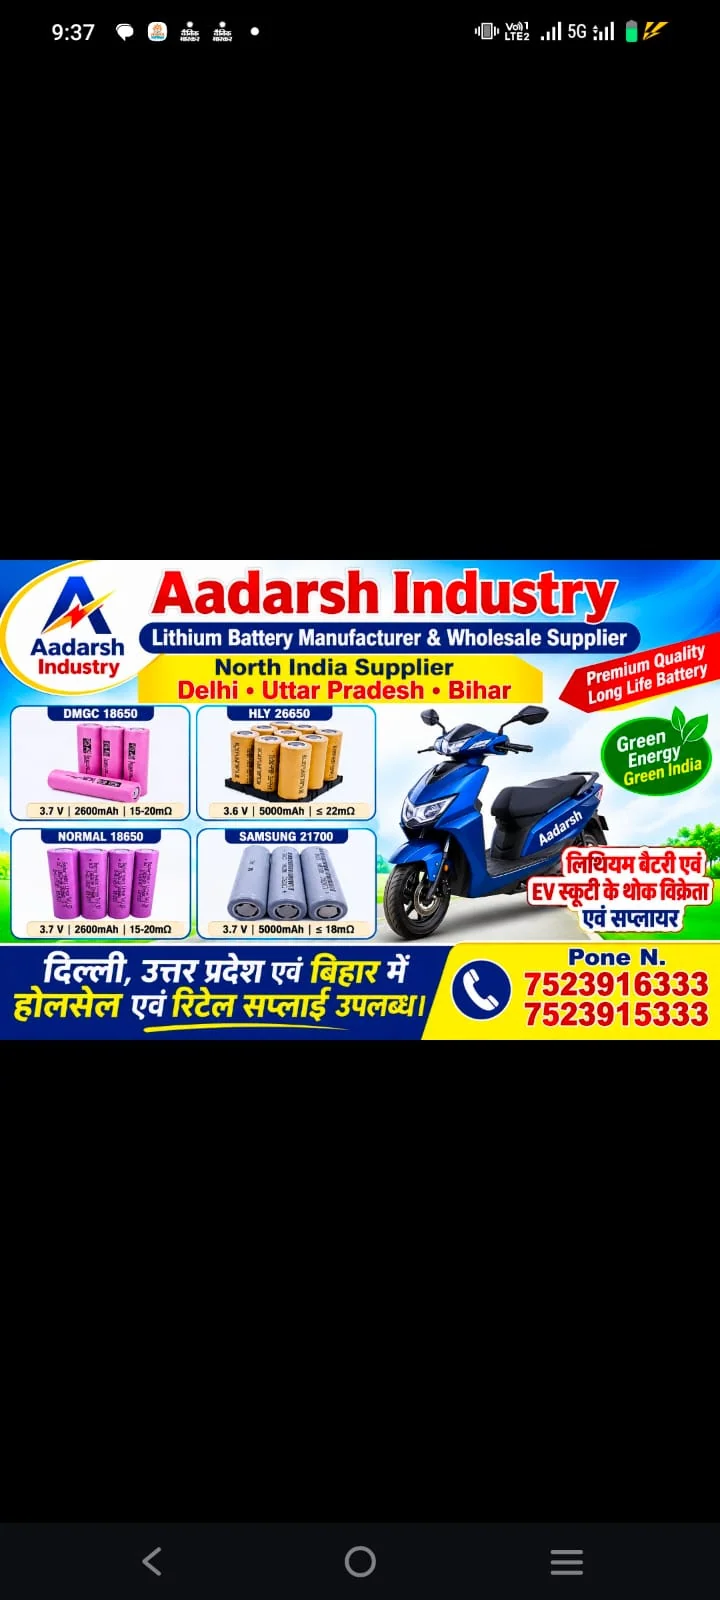 9:37
Vo) 1
LTE2
5G
Aadarsh Industry
Aadarsh
Industry
Lithium Battery Manufacturer & Wholesale Supplier
North India Supplier
Delhi • Uttar Pradesh • Bihar
Premium Quality
Long Life Battery
DMGC 18650
3.7 V | 2600mAh | 15-20mΩ
HLY 26650
3.6 V | 5000mAh | ≤ 22mΩ
Green
Energy
Green India
NORMAL 18650
3.7 V | 2600mAh | 15-20mΩ
SAMSUNG 21700
3.7 V | 5000mAh | ≤ 18mΩ
Aadarsh
लिथियम बैटरी एवं
EV स्कूटी के थोक विक्रेता
एवं सप्लायर
दिल्ली, उत्तर प्रदेश एवं बिहार में
होलसेल एवं रिटेल सप्लाई उपलब्ध।
Pone N.
7523916333
7523915333